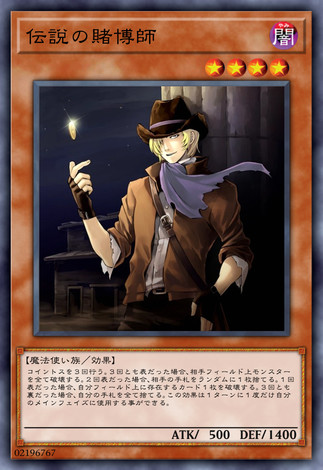 伝説の賭博師
闇
やみ
【魔法使い族／効果】
コイントスを３回行う。３回とも表だった場合、相手フィールド上モンスター
を全て破壊する。２回表だった場合、相手の手札をランダムに１枚捨てる。１回
表だった場合、自分フィールド上に存在するカード１枚を破壊する。３回とも
裏だった場合、自分の手札を全て捨てる。この効果は１ターンに１度だけ自分
のメインフェイズに使用する事ができる。
ATK/ 500 DEF/1400
02196767